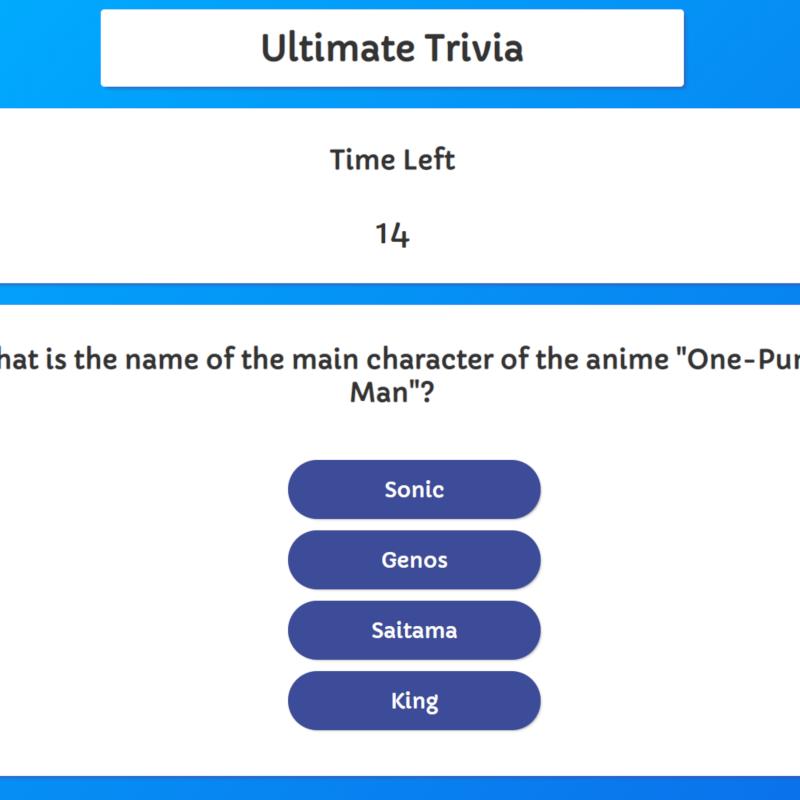 Ultimate Trivia
Time Left
14
hat is the name of the main character of the anime "One-Pun
Man"?
Sonic
Genos
Saitama
King